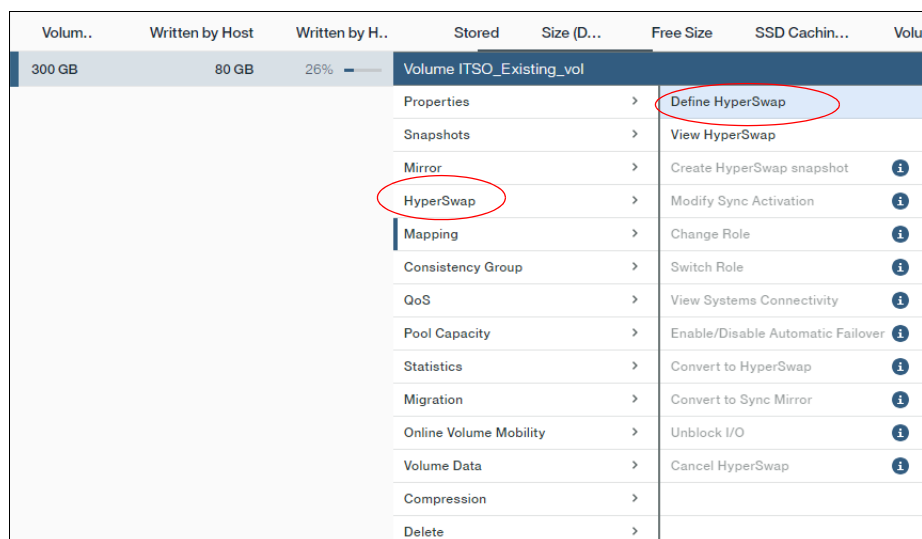 Volum.. Written by Host Written by H.. Stored Size (D... Free Size SSD Cachin... Volu
300 GB 80 GB 26% Volume ITSO_Existing_vol
Properties > Define HyperSwap
Snapshots > View HyperSwap
Mirror > Create HyperSwap snapshot i
HyperSwap > Modify Sync Activation i
Mapping > Change Role i
Consistency Group > Switch Role i
QoS > View Systems Connectivity i
Pool Capacity > Enable/Disable Automatic Failover i
Statistics > Convert to HyperSwap i
Migration > Convert to Sync Mirror i
Online Volume Mobility > Unblock I/O i
Volume Data > Cancel HyperSwap i
Compression >
Delete >